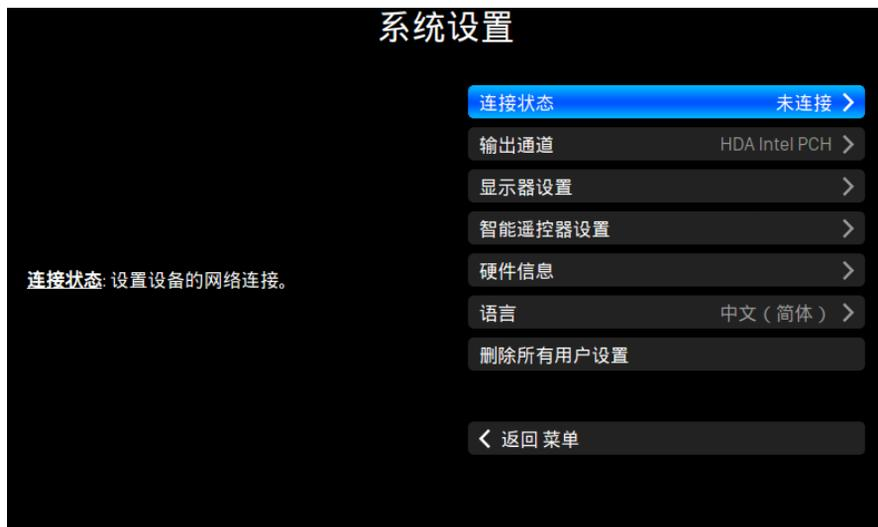 系统设置
连接状态 未连接
输出通道 HDA Intel PCH
显示器设置
智能遥控器设置
硬件信息
连接状态: 设置设备的网络连接。
语言 中文（简体）
删除所有用户设置
返回 菜单